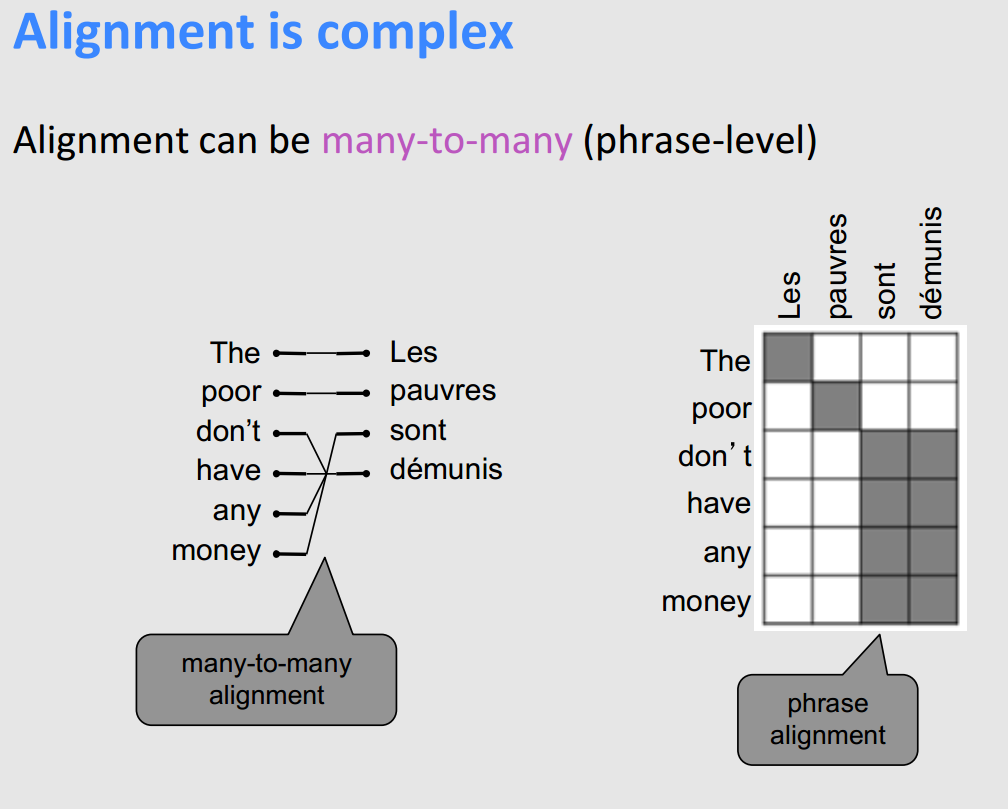 Alignment is complex
Alignment can be many-to-many (phrase-level)
The Les
poor pauvres
don't sont
have démunis
any
money
many-to-many
alignment
Les
pauvres
sont
démunis
The
poor
don't
have
any
money
phrase
alignment